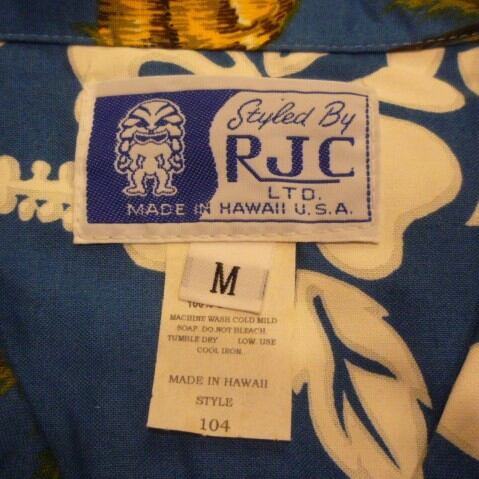 Styled By
RJC
LTD.
MADE IN HAWAII U.S.A.
M
100%
MACHINE WASH COLD MILD
SOAP. DO NOT BLEACH.
TUMBLE DRY LOW. USE
COOL IRON.
MADE IN HAWAII
STYLE
104